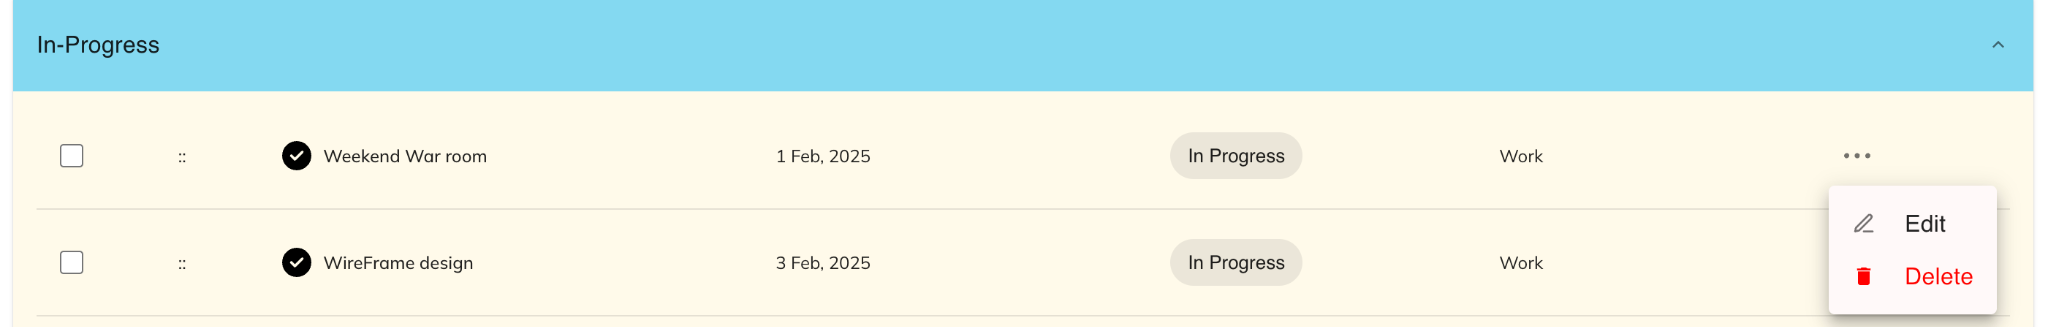 In-Progress
:: Weekend War room 1 Feb, 2025 In Progress Work •••
Edit
:: WireFrame design 3 Feb, 2025 In Progress Work
Delete